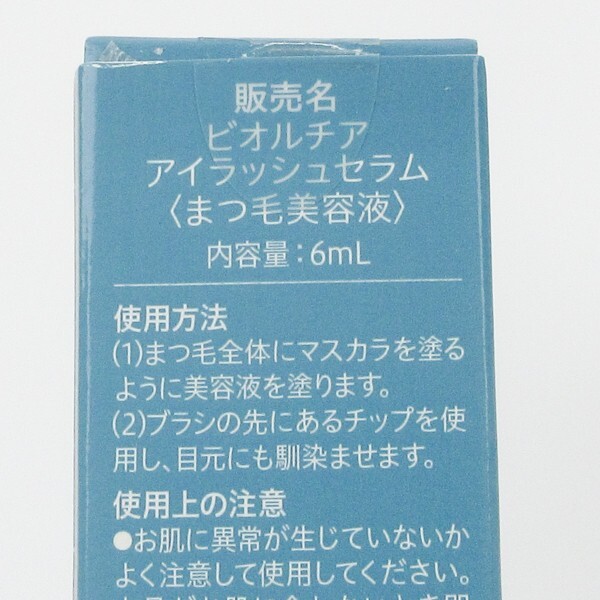 販売名
ビオルチア
アイラッシュセラム
〈まつ毛美容液〉
内容量：6mL
使用方法
(1)まつ毛全体にマスカラを塗る
ように美容液を塗ります。
(2)ブラシの先にあるチップを使
用し、目元にも馴染ませます。
使用上の注意
●お肌に異常が生じていないか
よく注意して使用してください。